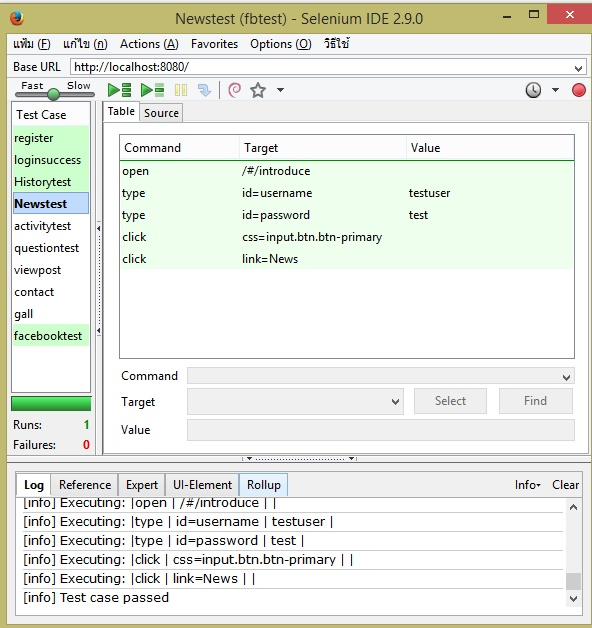 Newstest (fbtest) - Selenium IDE 2.9.0
แฟ้ม (F) แก้ไข (ก) Actions (A) Favorites Options (O) วิธีใช้
Base URL http://localhost:8080/
Fast Slow
Test Case
register
loginsuccess
Historytest
Newstest
activitytest
questiontest
viewpost
contact
gall
facebooktest
Runs: 1
Failures: 0
Table Source
Command Target Value
open /#/introduce
type id=username testuser
type id=password test
click css=input.btn.btn-primary
click link=News
Command
Target Select Find
Value
Log Reference Expert UI-Element Rollup Info Clear
[info] Executing: |open | /#/introduce | |
[info] Executing: |type | id=username | testuser |
[info] Executing: |type | id=password | test |
[info] Executing: |click | css=input.btn.btn-primary | |
[info] Executing: |click | link=News | |
[info] Test case passed